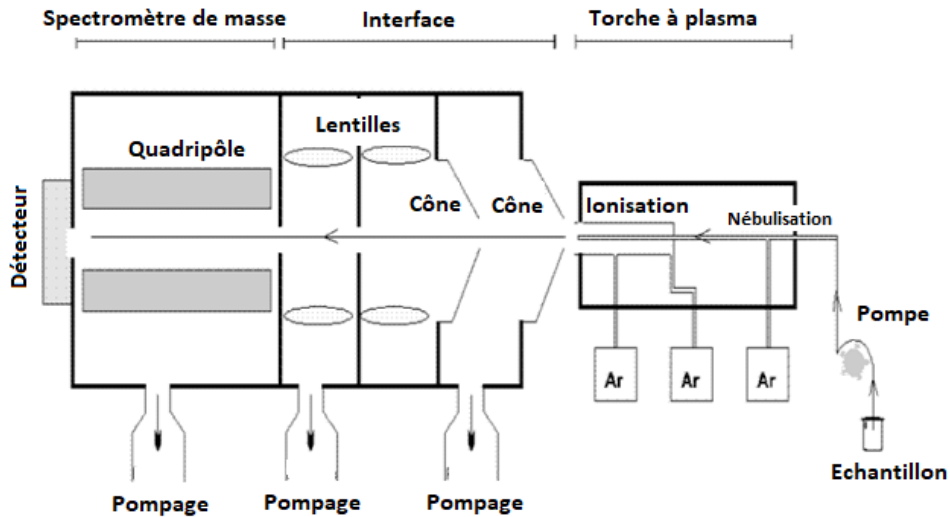 Spectromètre de masse
Interface
Torche à plasma
Lentilles
Quadripôle
Cône
Cône
Ionisation
Nébulisation
Détecteur
Pompe
Ar
Ar
Ar
Echantillon
Pompage
Pompage
Pompage